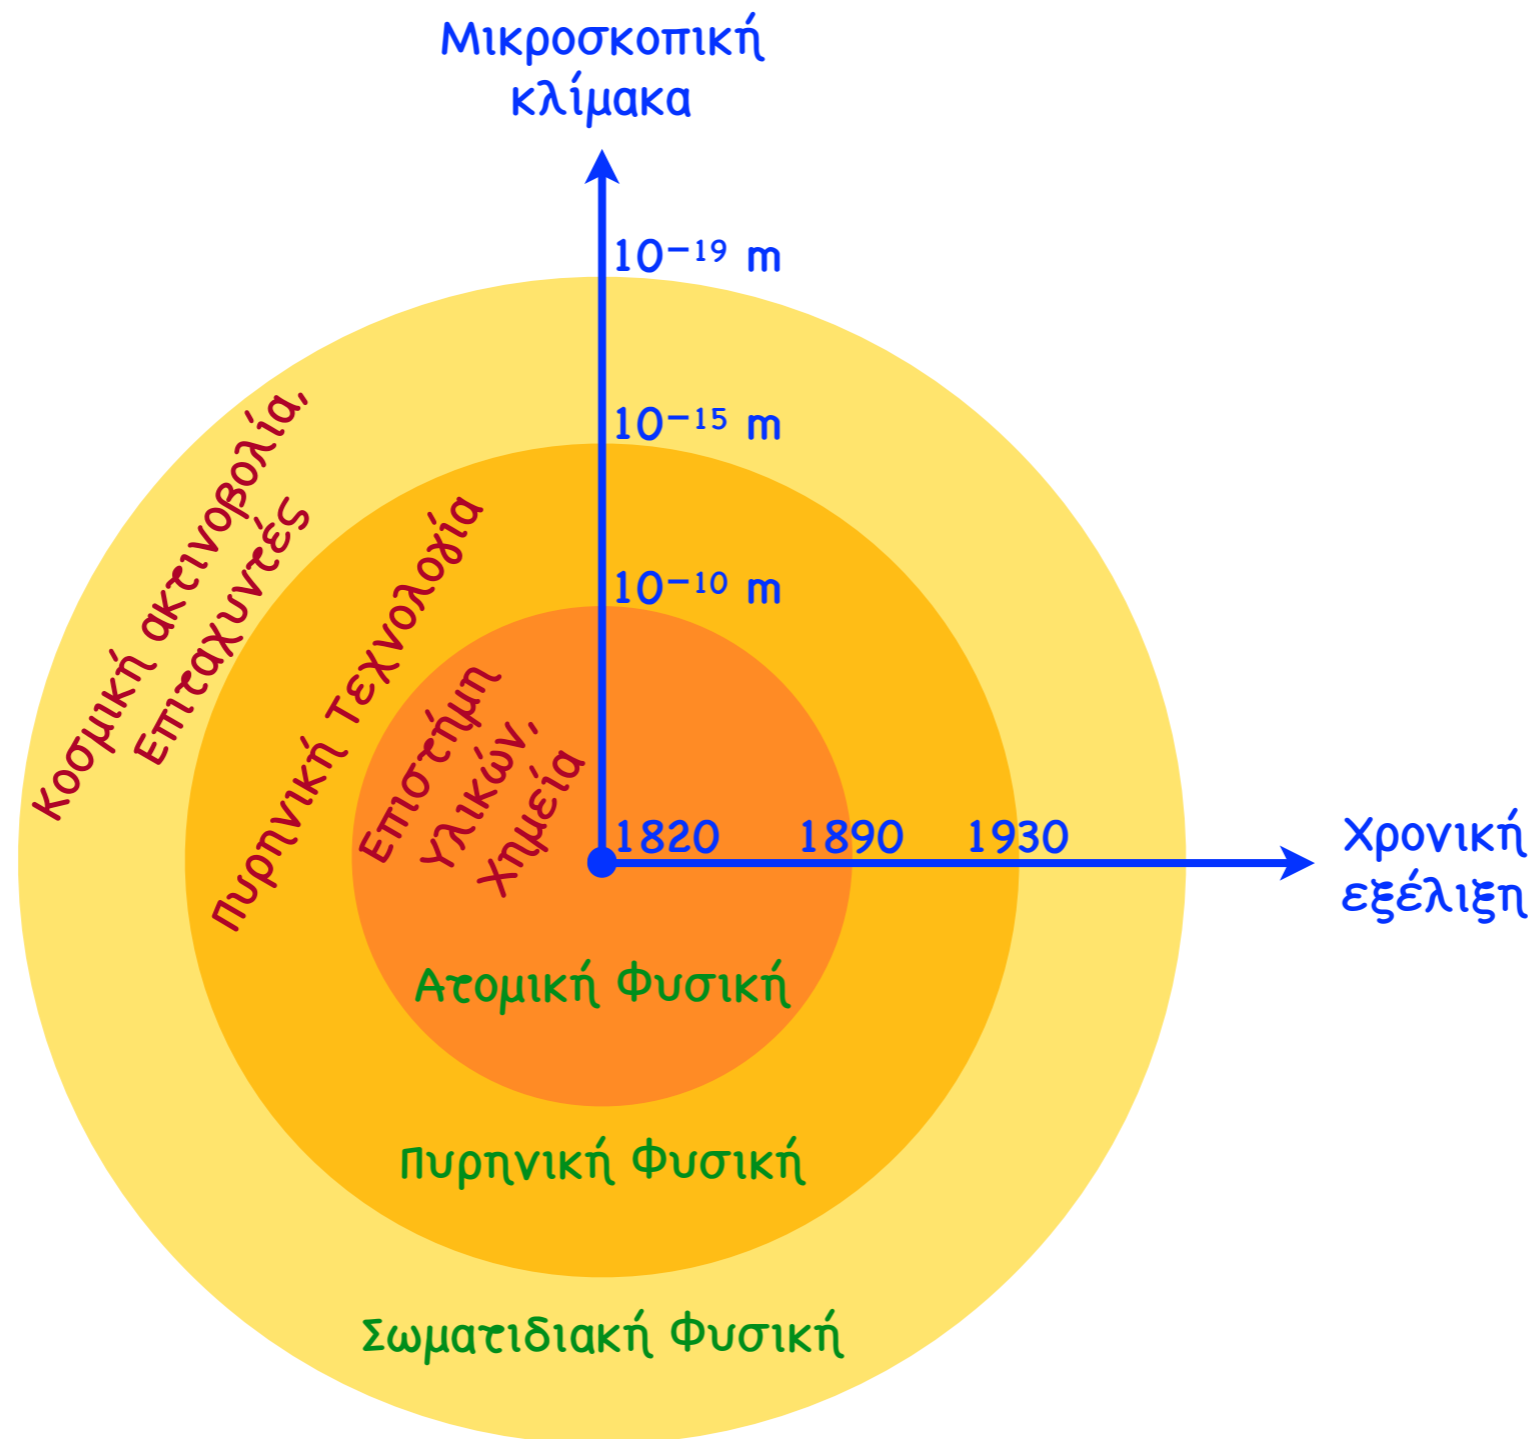 Μικροσκοπική
κλίμακα
10⁻¹⁹ m
10⁻¹⁵ m
10⁻¹⁰ m
Κοσμική ακτινοβολία,
Επιταχυντές
Πυρηνική τεχνολογία
Επιστήμη
Υλικών,
Χημεία
1820 1890 1930
Χρονική
εξέλιξη
Ατομική Φυσική
Πυρηνική Φυσική
Σωματιδιακή Φυσική